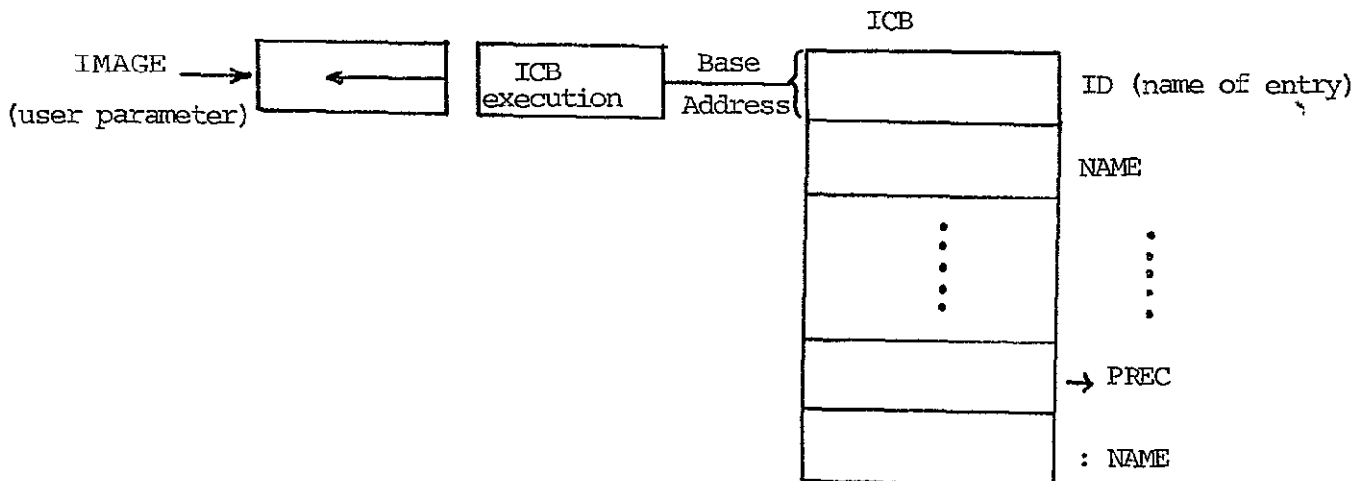 ICB
IMAGE
(user parameter)
ICB
execution
Base
Address
ID (name of entry)
NAME
→ PREC
: NAME